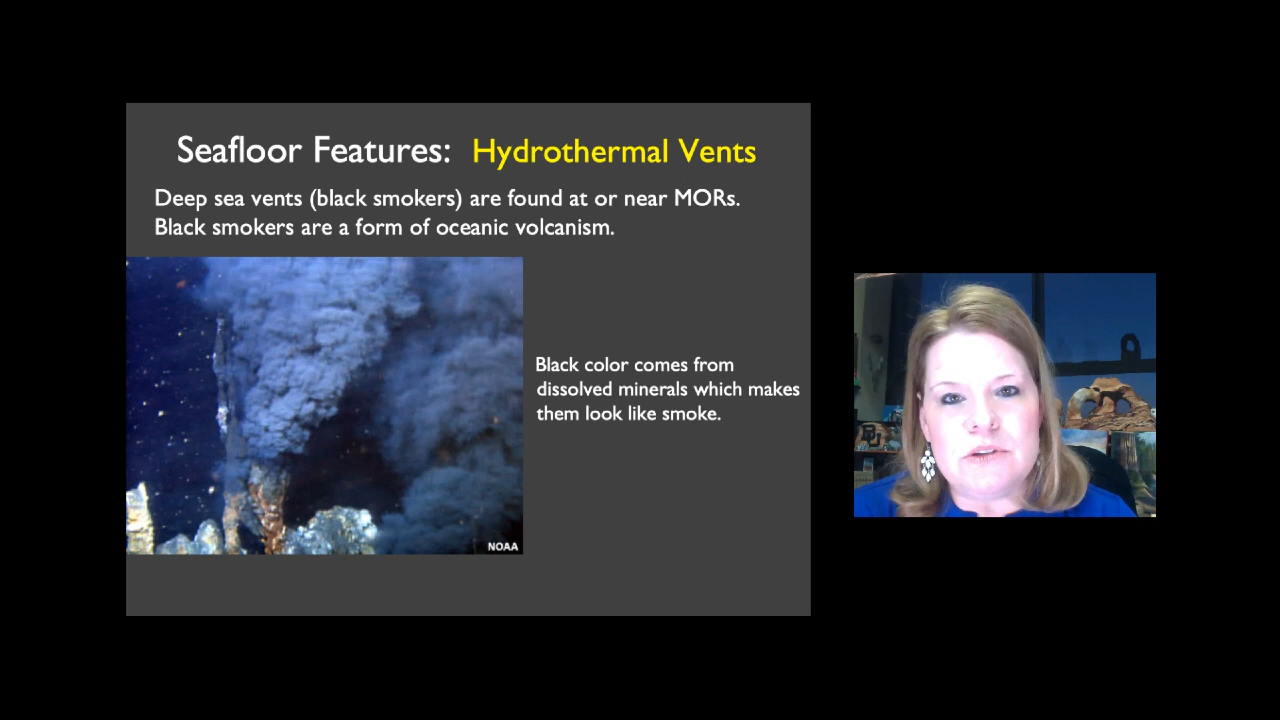 Seafloor Features: Hydrothermal Vents
Deep sea vents (black smokers) are found at or near MORs.
Black smokers are a form of oceanic volcanism.
Black color comes from
dissolved minerals which makes
them look like smoke.
NOAA